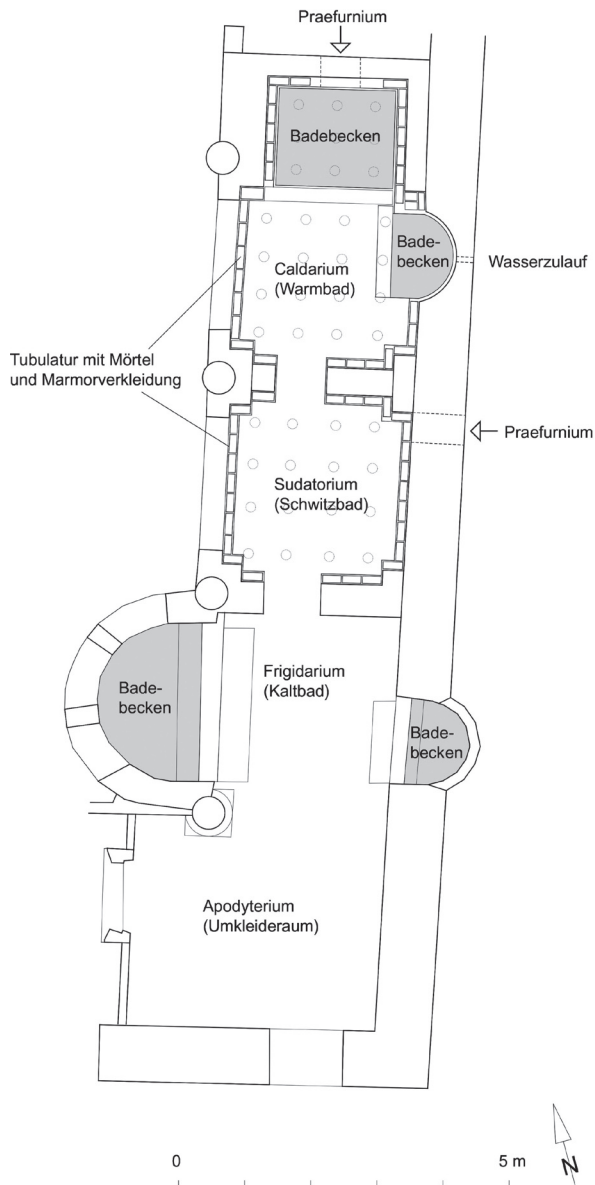 Praefurnium
Badebecken
Bade-
becken
Wasserzulauf
Caldarium
(Warmbad)
Tubulatur mit Mörtel
und Marmorverkleidung
Praefurnium
Sudatorium
(Schwitzbad)
Frigidarium
(Kaltbad)
Bade-
becken
Bade-
becken
Apodyterium
(Umkleideraum)
N
0
5 m